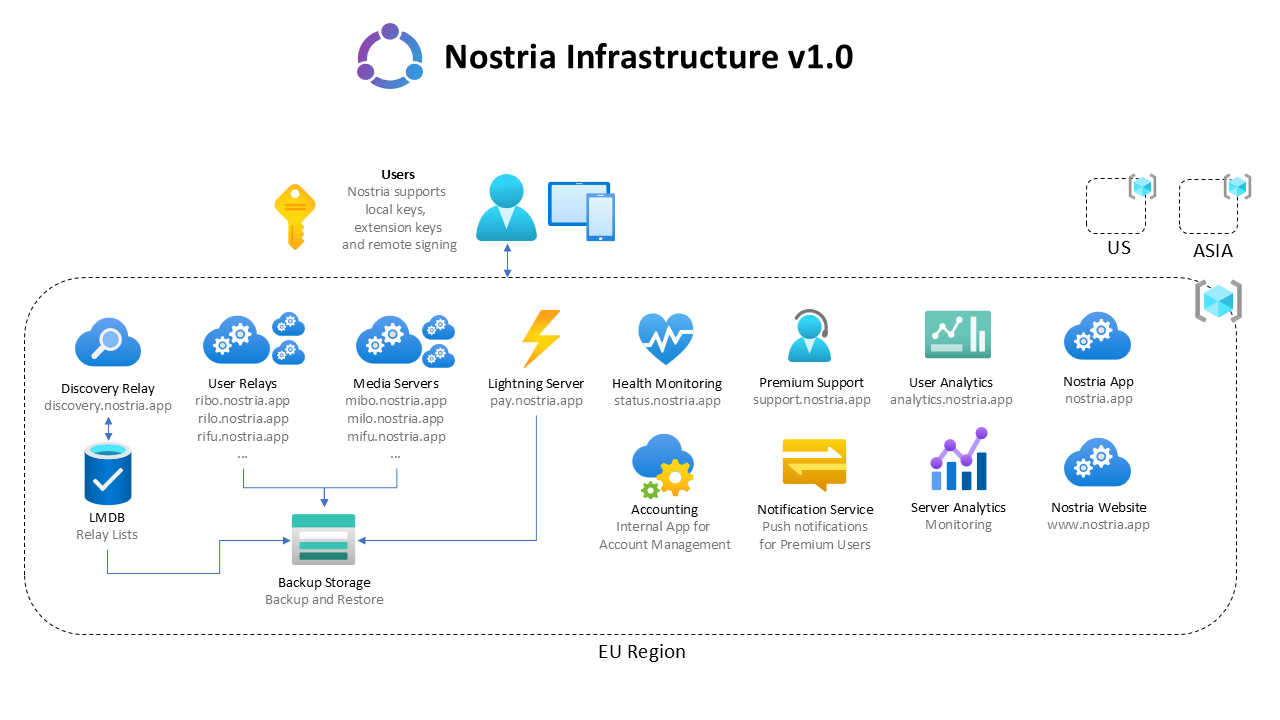 Nostria Infrastructure v1.0
Users
Nostria supports
local keys,
extension keys
and remote signing
US
ASIA
Discovery Relay
discovery.nostria.app
User Relays
ribo.nostria.app
rilo.nostria.app
rifu.nostria.app
...
Media Servers
mibo.nostria.app
milo.nostria.app
mifu.nostria.app
...
Lightning Server
pay.nostria.app
Health Monitoring
status.nostria.app
Premium Support
support.nostria.app
User Analytics
analytics.nostria.app
Nostria App
nostria.app
LMDB
Relay Lists
Accounting
Internal App for
Account Management
Notification Service
Push notifications
for Premium Users
Server Analytics
Monitoring
Nostria Website
www.nostria.app
Backup Storage
Backup and Restore
EU Region